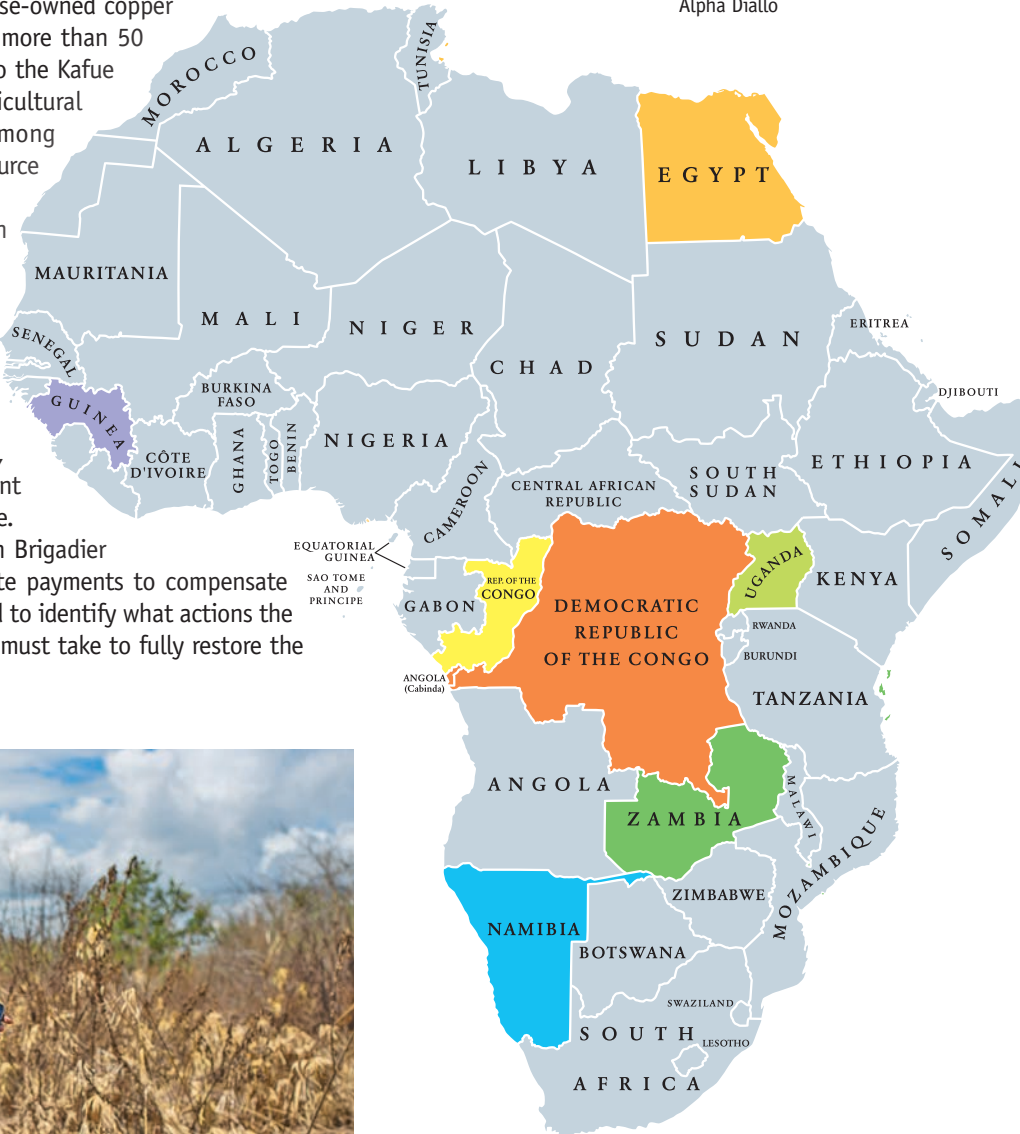 Alpha Diallo
se-owned copper
more than 50
o the Kafue
icultural
mong
urce
nt
e.
n Brigadier
te payments to compensate
d to identify what actions the
must take to fully restore the
MOROCCO
TUNISIA
ALGERIA
LIBYA
EGYPT
MAURITANIA
MALI
NIGER
CHAD
SUDAN
ERITREA
SENEGAL
GUINEA
BURKINA
FASO
DJIBOUTI
CÔTE
D'IVOIRE
GHANA
TOGO
BENIN
NIGERIA
CAMEROON
CENTRAL AFRICAN
REPUBLIC
SOUTH
SUDAN
ETHIOPIA
SOMALI
EQUATORIAL
GUINEA
SAO TOME
AND
PRINCIPE
GABON
REP. OF THE
CONGO
DEMOCRATIC
REPUBLIC
OF THE CONGO
UGANDA
KENYA
RWANDA
BURUNDI
ANGOLA
(Cabinda)
TANZANIA
ANGOLA
ZAMBIA
MALAWI
MOZAMBIQUE
NAMIBIA
ZIMBABWE
BOTSWANA
SWAZILAND
SOUTH
AFRICA
LESOTHO